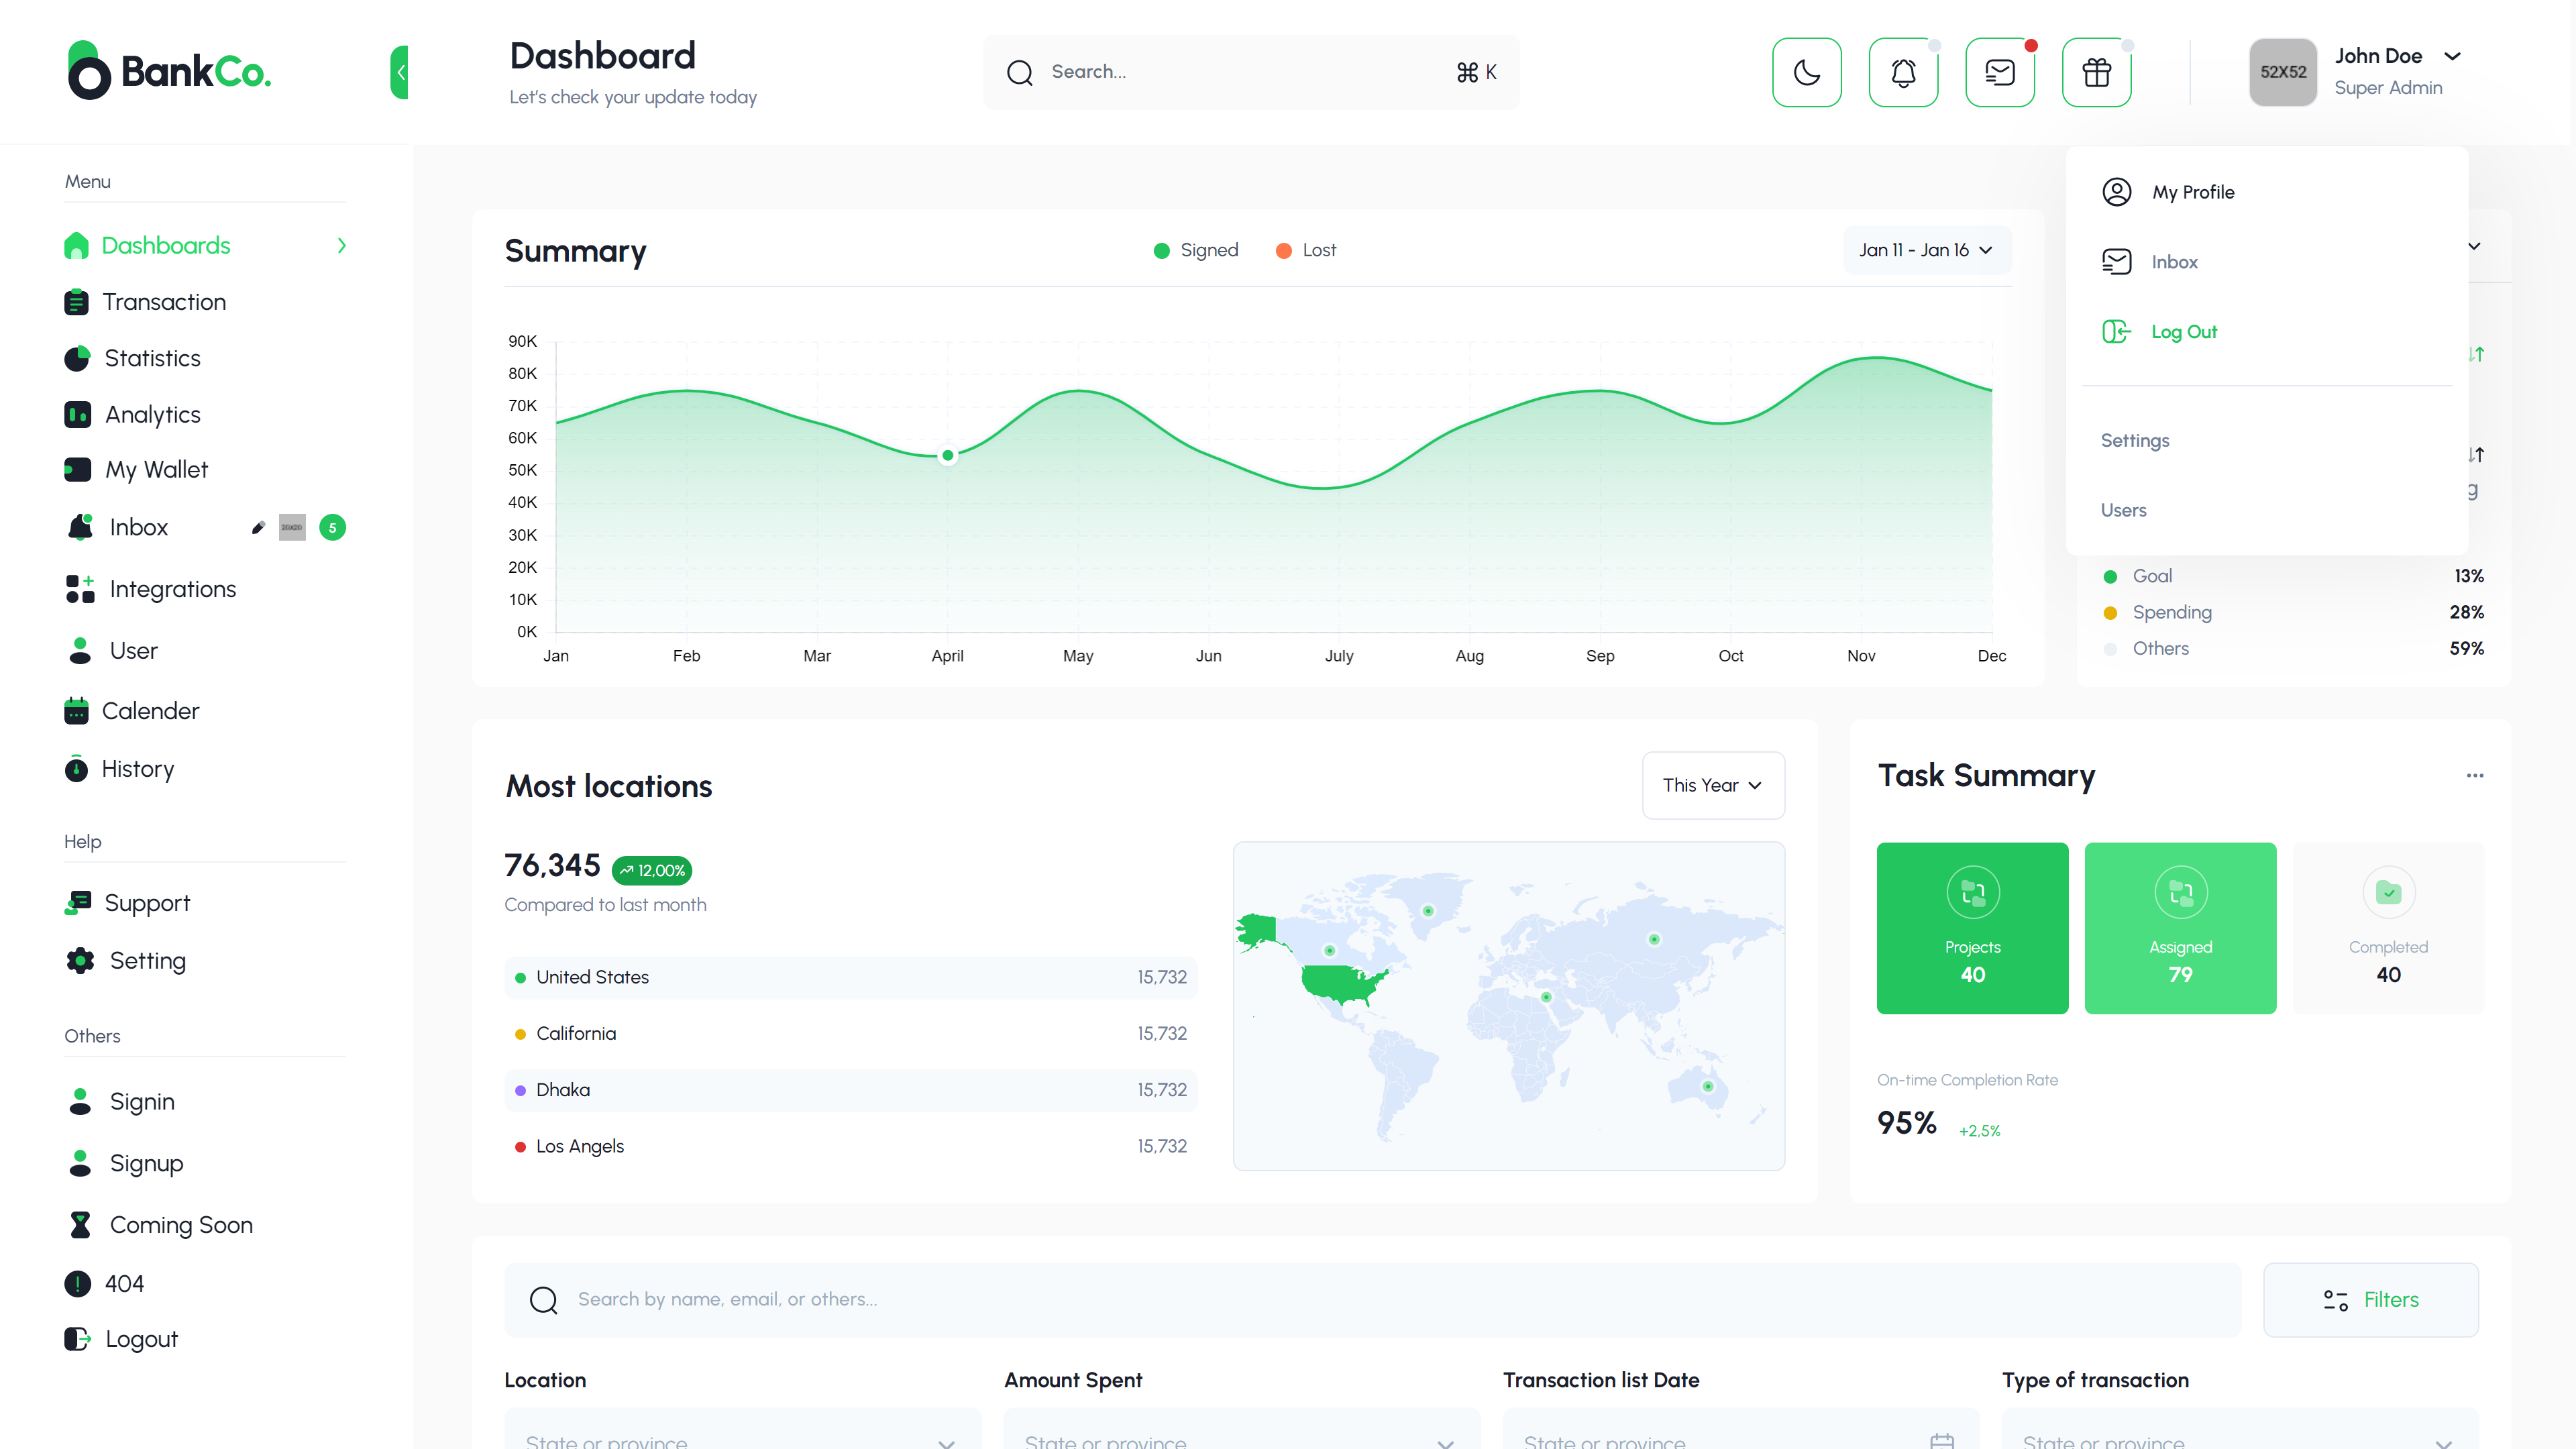 BankCo.
Dashboard
Let's check your update today
Search...
⌘ K
52X52
John Doe
Super Admin
Menu
Dashboards
Transaction
Statistics
Analytics
My Wallet
Inbox
20X20
5
Integrations
User
Calender
History
Help
Support
Setting
Others
Signin
Signup
Coming Soon
404
Logout
Summary
Signed
Lost
Jan 11 - Jan 16
90K
80K
70K
60K
50K
40K
30K
20K
10K
0K
Jan Feb Mar April May Jun July Aug Sep Oct Nov Dec
My Profile
Inbox
Log Out
Settings
Users
g
Goal 13%
Spending 28%
Others 59%
Most locations
This Year
76,345
12,00%
Compared to last month
United States 15,732
California 15,732
Dhaka 15,732
Los Angels 15,732
Task Summary
Projects
40
Assigned
79
Completed
40
On-time Completion Rate
95% +2,5%
Search by name, email, or others...
Filters
Location
Amount Spent
Transaction list Date
Type of transaction
State or province
State or province
State or province
State or province